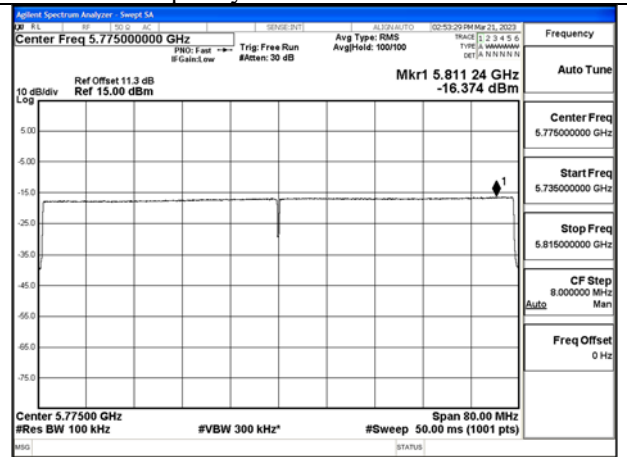 Agilent Spectrum Analyzer - Swept SA
RL RF 50 Ω AC SENSE:INT ALIGNAUTO 02:53:29 PM Mar 21, 2023
Center Freq 5.775000000 GHz
PNO: Fast
IFGain:Low
Trig: Free Run
#Atten: 30 dB
Avg Type: RMS
Avg|Hold: 100/100
TRACE 1 2 3 4 5 6
TYPE A WWWWW
DET A N N N N N
Frequency
Ref Offset 11.3 dB
10 dB/div Ref 15.00 dBm
Log
Mkr1 5.811 24 GHz
-16.374 dBm
Auto Tune
Center Freq
5.775000000 GHz
Start Freq
5.735000000 GHz
Stop Freq
5.815000000 GHz
CF Step
8.000000 MHz
Auto Man
Freq Offset
0 Hz
5.00
-5.00
-15.0
-25.0
-35.0
-45.0
-55.0
-65.0
-75.0
1
Center 5.77500 GHz Span 80.00 MHz
#Res BW 100 kHz #VBW 300 kHz* #Sweep 50.00 ms (1001 pts)
MSG STATUS